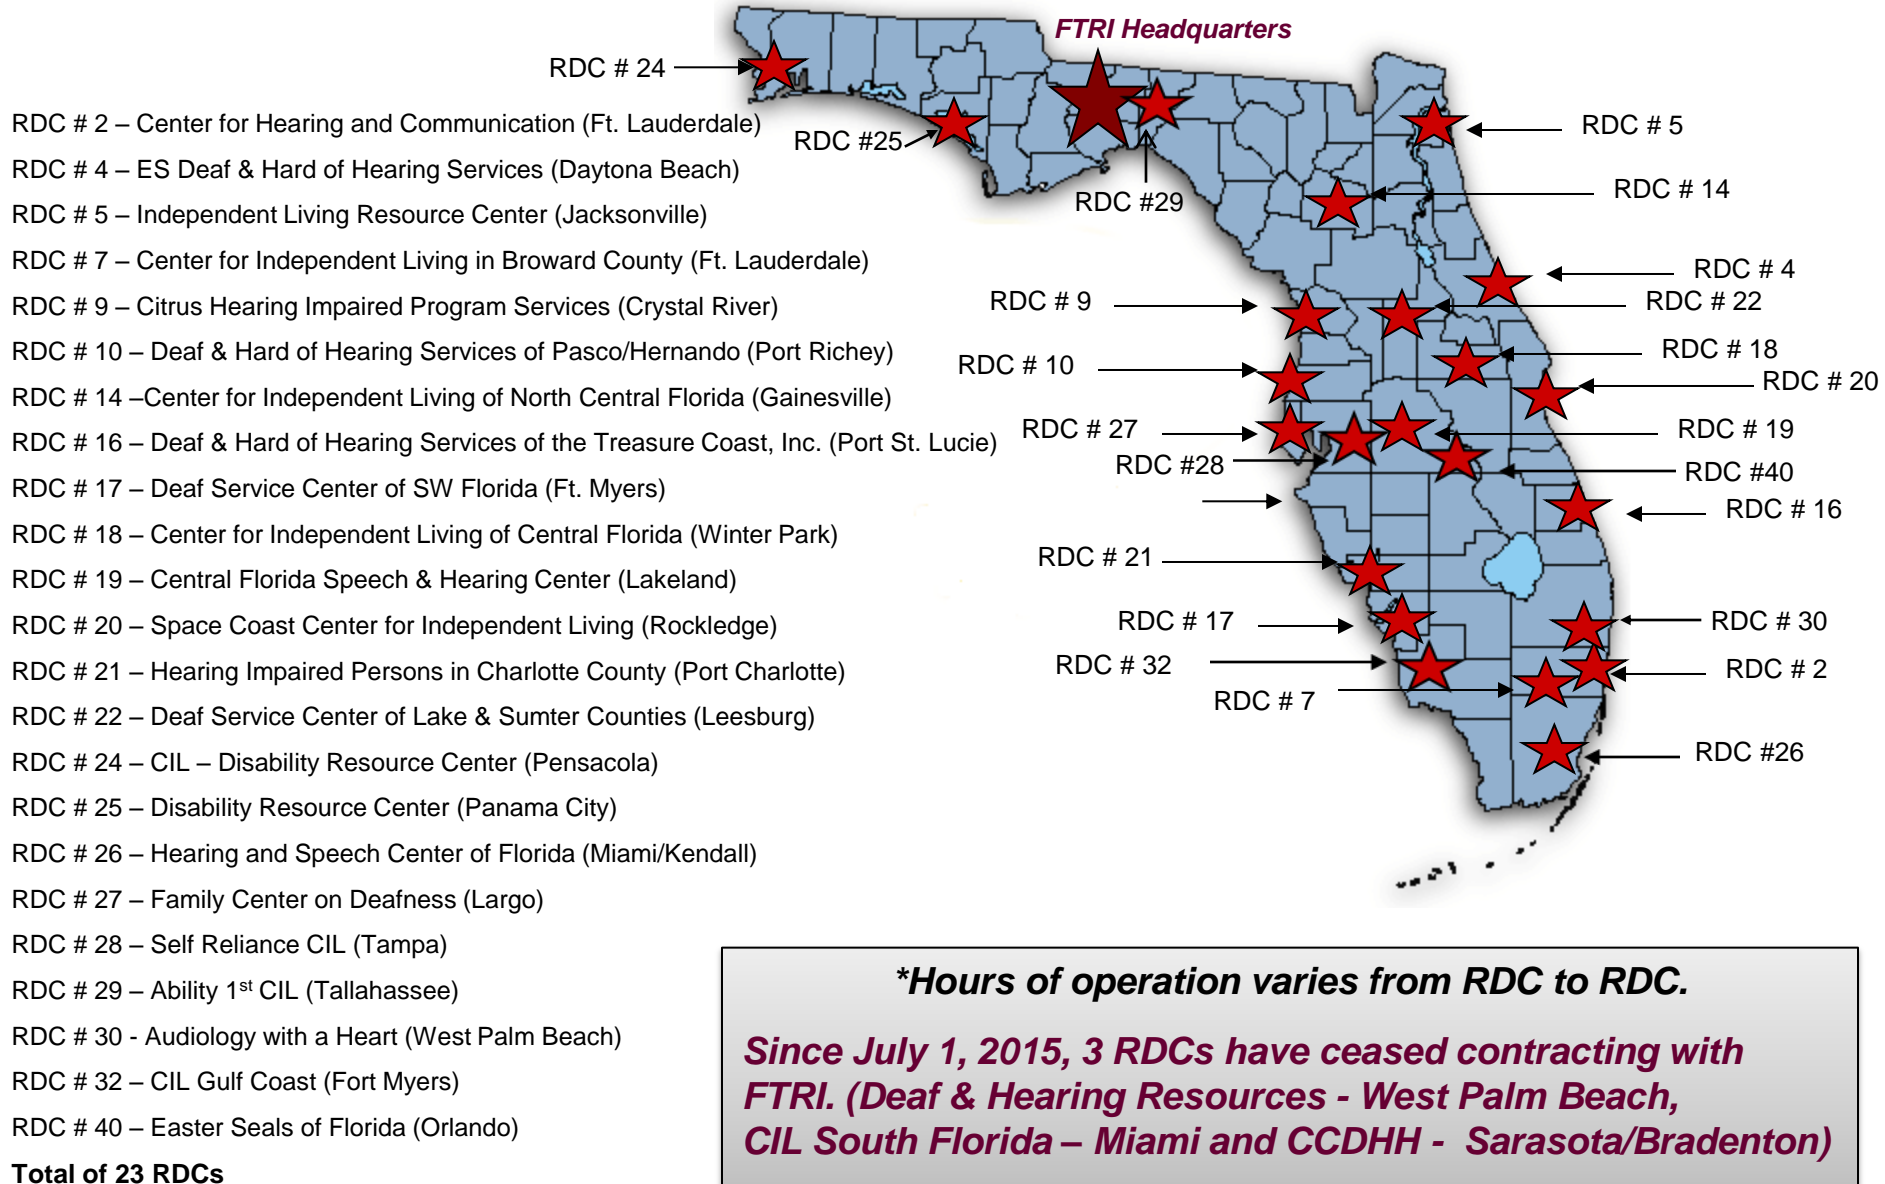 FTRI Headquarters
RDC # 24
RDC # 2 – Center for Hearing and Communication (Ft. Lauderdale)
RDC #25
RDC # 5
RDC # 4 – ES Deaf & Hard of Hearing Services (Daytona Beach)
RDC #29
RDC # 14
RDC # 5 – Independent Living Resource Center (Jacksonville)
RDC # 7 – Center for Independent Living in Broward County (Ft. Lauderdale)
RDC # 4
RDC # 9 – Citrus Hearing Impaired Program Services (Crystal River)
RDC # 9
RDC # 22
RDC # 10 – Deaf & Hard of Hearing Services of Pasco/Hernando (Port Richey)
RDC # 10
RDC # 18
RDC # 20
RDC # 14 –Center for Independent Living of North Central Florida (Gainesville)
RDC # 16 – Deaf & Hard of Hearing Services of the Treasure Coast, Inc. (Port St. Lucie)
RDC # 27
RDC # 19
RDC #28
RDC #40
RDC # 17 – Deaf Service Center of SW Florida (Ft. Myers)
RDC # 16
RDC # 18 – Center for Independent Living of Central Florida (Winter Park)
RDC # 21
RDC # 19 – Central Florida Speech & Hearing Center (Lakeland)
RDC # 20 – Space Coast Center for Independent Living (Rockledge)
RDC # 17
RDC # 30
RDC # 21 – Hearing Impaired Persons in Charlotte County (Port Charlotte)
RDC # 32
RDC # 2
RDC # 7
RDC # 22 – Deaf Service Center of Lake & Sumter Counties (Leesburg)
RDC # 24 – CIL – Disability Resource Center (Pensacola)
RDC #26
RDC # 25 – Disability Resource Center (Panama City)
RDC # 26 – Hearing and Speech Center of Florida (Miami/Kendall)
RDC # 27 – Family Center on Deafness (Largo)
RDC # 28 – Self Reliance CIL (Tampa)
RDC # 29 – Ability 1st CIL (Tallahassee)
RDC # 30 - Audiology with a Heart (West Palm Beach)
RDC # 32 – CIL Gulf Coast (Fort Myers)
RDC # 40 – Easter Seals of Florida (Orlando)
Total of 23 RDCs
*Hours of operation varies from RDC to RDC.
Since July 1, 2015, 3 RDCs have ceased contracting with
FTRI. (Deaf & Hearing Resources - West Palm Beach,
CIL South Florida – Miami and CCDHH - Sarasota/Bradenton)